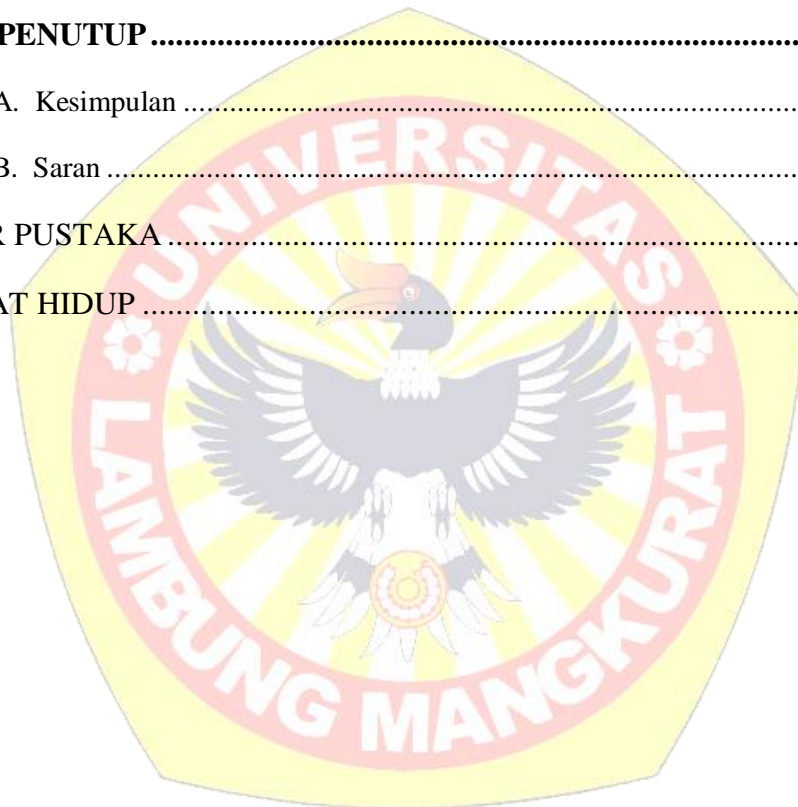 PENUTUP ................................................................................
A. Kesimpulan ................................................................................
B. Saran ................................................................................
R PUSTAKA ................................................................................
AT HIDUP ................................................................................
UNIVERSITAS
LAMBUNG MANGKURAT